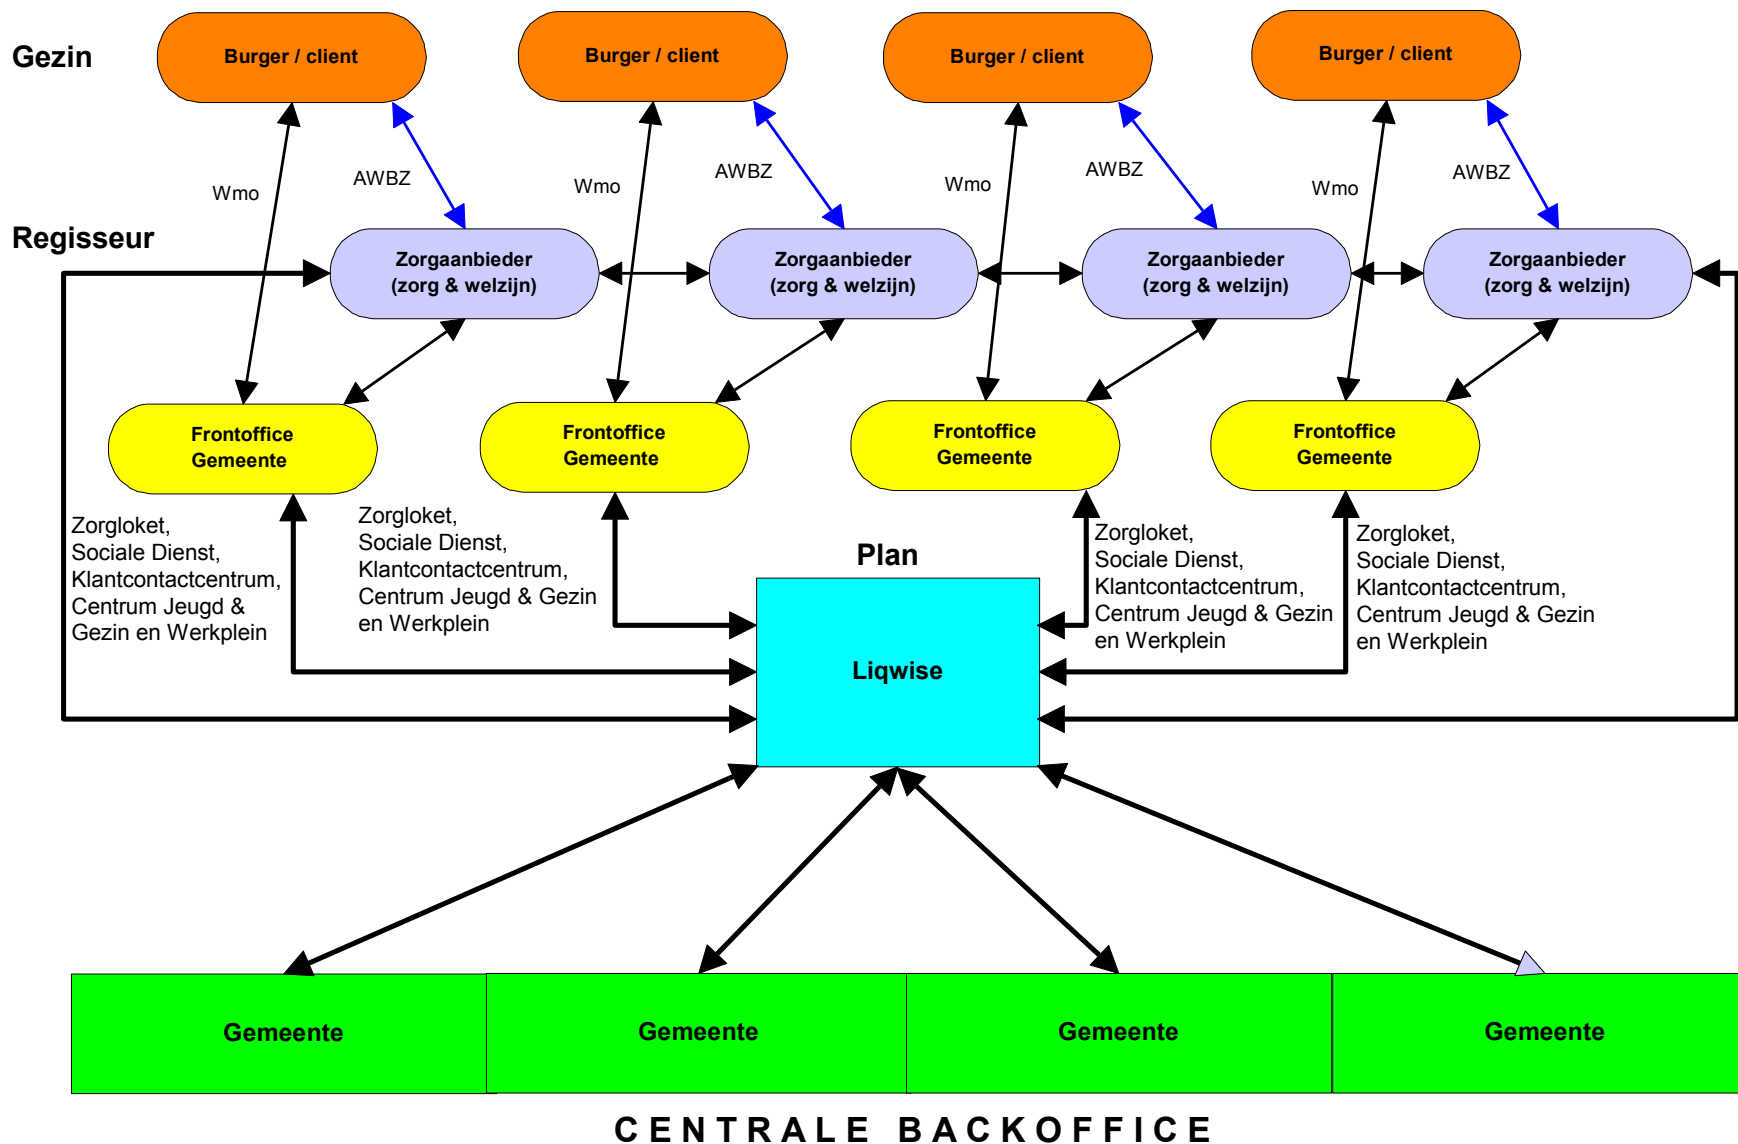 Gezin
Burger / client
Burger / client
Burger / client
Burger / client
Wmo
AWBZ
Wmo
AWBZ
Wmo
AWBZ
Wmo
AWBZ
Regisseur
Zorgaanbieder
(zorg & welzijn)
Zorgaanbieder
(zorg & welzijn)
Zorgaanbieder
(zorg & welzijn)
Zorgaanbieder
(zorg & welzijn)
Frontoffice
Gemeente
Frontoffice
Gemeente
Frontoffice
Gemeente
Frontoffice
Gemeente
Zorgloket,
Sociale Dienst,
Klantcontactcentrum,
Centrum Jeugd &
Gezin en Werkplein
Zorgloket,
Sociale Dienst,
Klantcontactcentrum,
Centrum Jeugd & Gezin
en Werkplein
Zorgloket,
Sociale Dienst,
Klantcontactcentrum,
Centrum Jeugd & Gezin
en Werkplein
Zorgloket,
Sociale Dienst,
Klantcontactcentrum,
Centrum Jeugd & Gezin
en Werkplein
Plan
Liqwise
Gemeente
Gemeente
Gemeente
Gemeente
CENTRALE BACKOFFICE